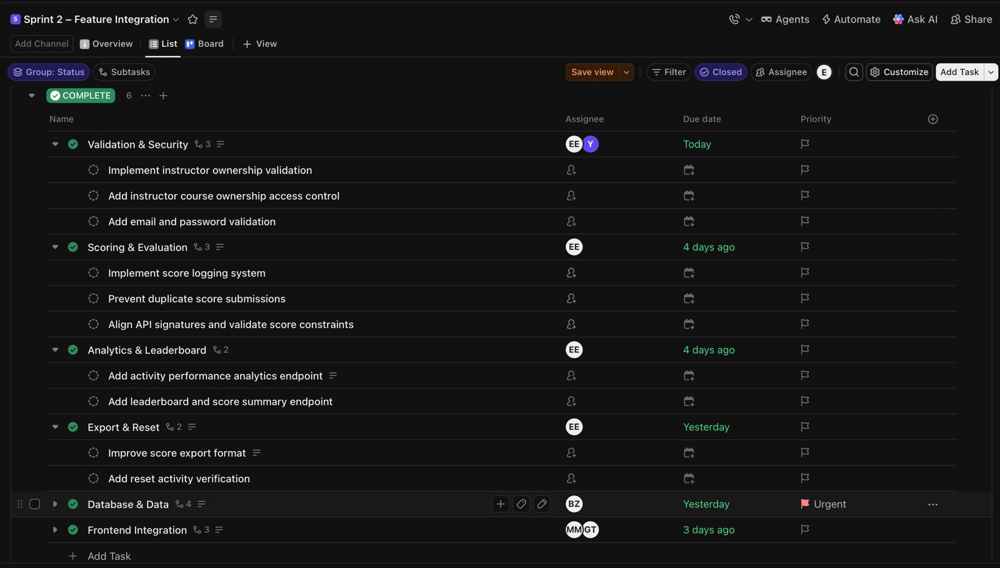 S Sprint 2 – Feature Integration Agents Automate Ask AI Share
Add Channel Overview List Board + View
Group: Status Subtasks Save view Filter Closed Assignee E Customize Add Task
COMPLETE 6 ... +
Name Assignee Due date Priority
Validation & Security 3 EE Y Today
Implement instructor ownership validation
Add instructor course ownership access control
Add email and password validation
Scoring & Evaluation 3 EE 4 days ago
Implement score logging system
Prevent duplicate score submissions
Align API signatures and validate score constraints
Analytics & Leaderboard 2 EE 4 days ago
Add activity performance analytics endpoint
Add leaderboard and score summary endpoint
Export & Reset 2 EE Yesterday
Improve score export format
Add reset activity verification
Database & Data 4 BZ Yesterday Urgent ...
Frontend Integration 3 MM GT 3 days ago
+ Add Task